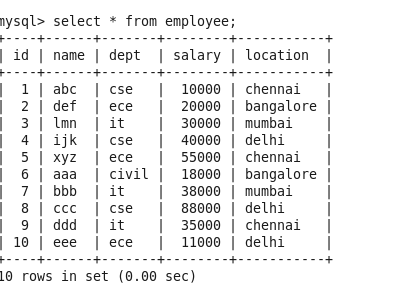 mysql> select * from employee;
+----+------+-------+--------+-----------+
| id | name | dept  | salary | location  |
+----+------+-------+--------+-----------+
|  1 | abc  | cse   |  10000 | chennai   |
|  2 | def  | ece   |  20000 | bangalore |
|  3 | lmn  | it    |  30000 | mumbai    |
|  4 | ijk  | cse   |  40000 | delhi     |
|  5 | xyz  | ece   |  55000 | chennai   |
|  6 | aaa  | civil |  18000 | bangalore |
|  7 | bbb  | it    |  38000 | mumbai    |
|  8 | ccc  | cse   |  88000 | delhi     |
|  9 | ddd  | it    |  35000 | chennai   |
| 10 | eee  | ece   |  11000 | delhi     |
+----+------+-------+--------+-----------+
10 rows in set (0.00 sec)